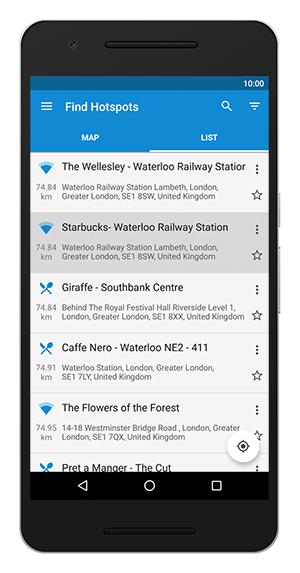 10:00
Find Hotspots
MAP LIST
The Wellesley - Waterloo Railway Station
74.84 km
Waterloo Railway Station Lambeth, London,
Greater London, SE1 8SW, United Kingdom
Starbucks- Waterloo Railway Station
74.84 km
Waterloo Railway Station Lambeth, London,
Greater London, SE1 8SW, United Kingdom
Giraffe - Southbank Centre
74.84 km
Behind The Royal Festival Hall Riverside Level 1,
London, Greater London, SE1 8XX, United Kingdom
Caffe Nero - Waterloo NE2 - 411
74.91 km
Waterloo Station, London, Greater London,
SE1 7LY, United Kingdom
The Flowers of the Forest
74.95 km
14-18 Westminster Bridge Road , London, Greater
London, SE1 7QX, United Kingdom
Pret a Manger - The Cut